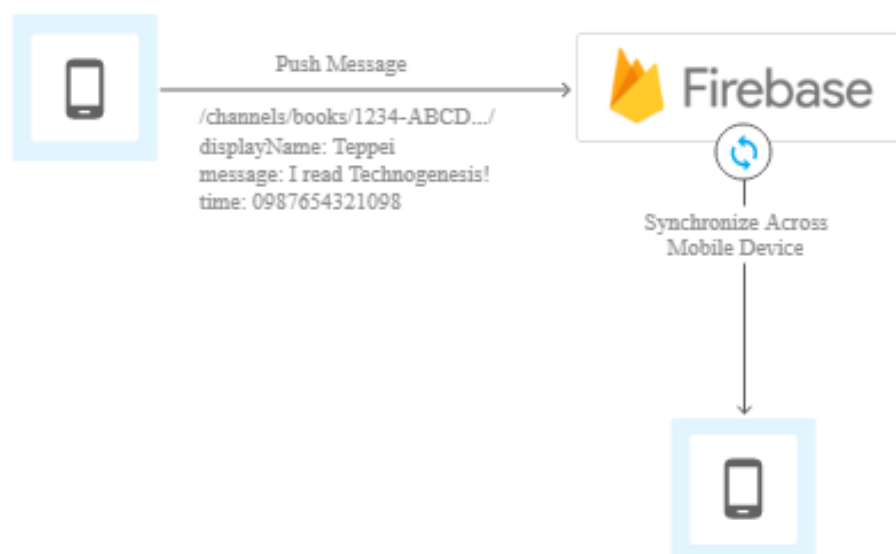 Push Message
Firebase
/channels/books/1234-ABCD.../
displayName: Teppei
message: I read Technogenesis!
time: 0987654321098
Synchronize Across
Mobile Device